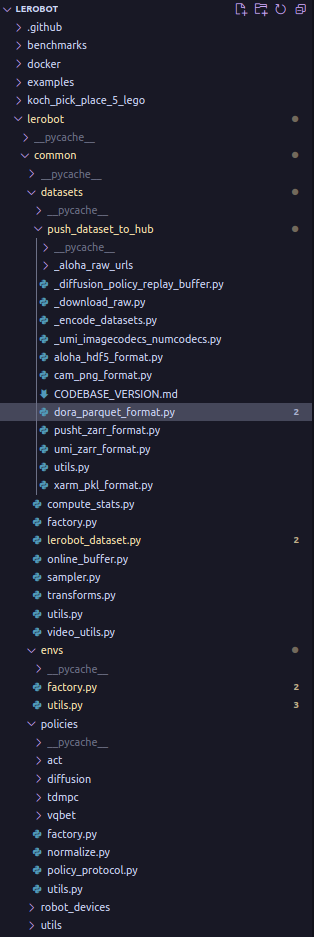 LEROBOT
.github
benchmarks
docker
examples
koch_pick_place_5_lego
lerobot
__pycache__
common
__pycache__
datasets
__pycache__
push_dataset_to_hub
__pycache__
_aloha_raw_urls
_diffusion_policy_replay_buffer.py
_download_raw.py
_encode_datasets.py
_umi_imagecodecs_numcodecs.py
aloha_hdf5_format.py
cam_png_format.py
CODEBASE_VERSION.md
dora_parquet_format.py 2
pusht_zarr_format.py
umi_zarr_format.py
utils.py
xarm_pkl_format.py
compute_stats.py
factory.py
lerobot_dataset.py 2
online_buffer.py
sampler.py
transforms.py
utils.py
video_utils.py
envs
__pycache__
factory.py 2
utils.py 3
policies
__pycache__
act
diffusion
tdmpc
vqbet
factory.py
normalize.py
policy_protocol.py
utils.py
robot_devices
utils